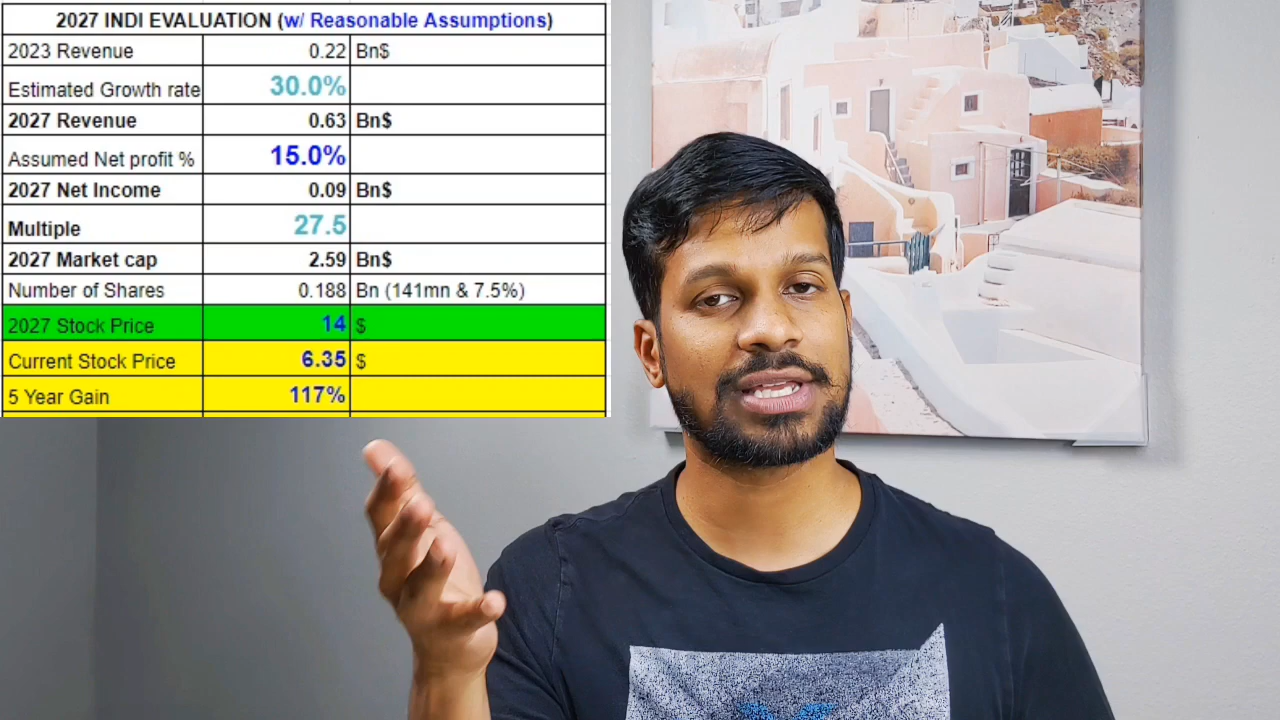 2027 INDI EVALUATION (w/ Reasonable Assumptions)
2023 Revenue 0.22 Bn$
Estimated Growth rate 30.0%
2027 Revenue 0.63 Bn$
Assumed Net profit % 15.0%
2027 Net Income 0.09 Bn$
Multiple 27.5
2027 Market cap 2.59 Bn$
Number of Shares 0.188 Bn (141mn & 7.5%)
2027 Stock Price 14 $
Current Stock Price 6.35 $
5 Year Gain 117%